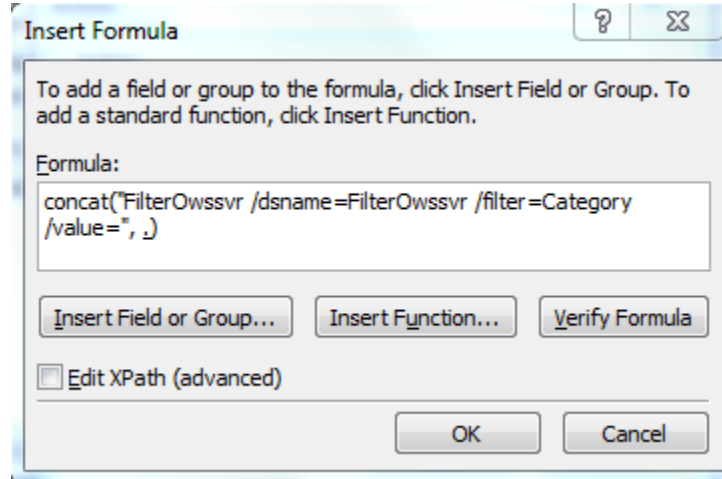 Insert Formula
To add a field or group to the formula, click Insert Field or Group. To
add a standard function, click Insert Function.
Formula:
concat("FilterOwssvr /dsname=FilterOwssvr /filter=Category
/value=", .)
Insert Field or Group... Insert Function... Verify Formula
Edit XPath (advanced)
OK Cancel